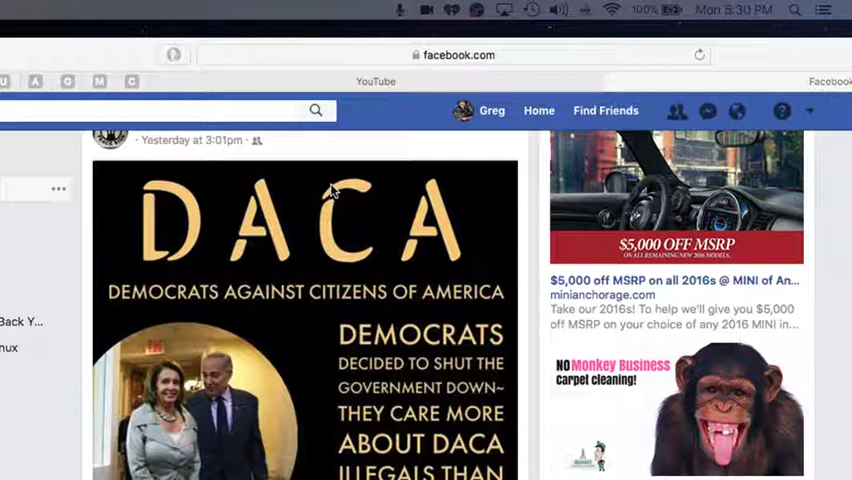 100% Mon 5:30 PM
facebook.com
U A G M C YouTube Facebook
Greg Home Find Friends
Yesterday at 3:01pm
DACA
DEMOCRATS AGAINST CITIZENS OF AMERICA
DEMOCRATS
DECIDED TO SHUT THE
GOVERNMENT DOWN~
THEY CARE MORE
ABOUT DACA
ILLEGALS THAN
EXIT
Back Y...
nux
$5,000 OFF MSRP
ON ALL REMAINING NEW 2016 MODELS.
$5,000 off MSRP on all 2016s @ MINI of An...
minianchorage.com
Take our 2016s! To help we'll give you $5,000
off MSRP on your choice of any 2016 MINI in...
NO Monkey Business
Carpet cleaning!